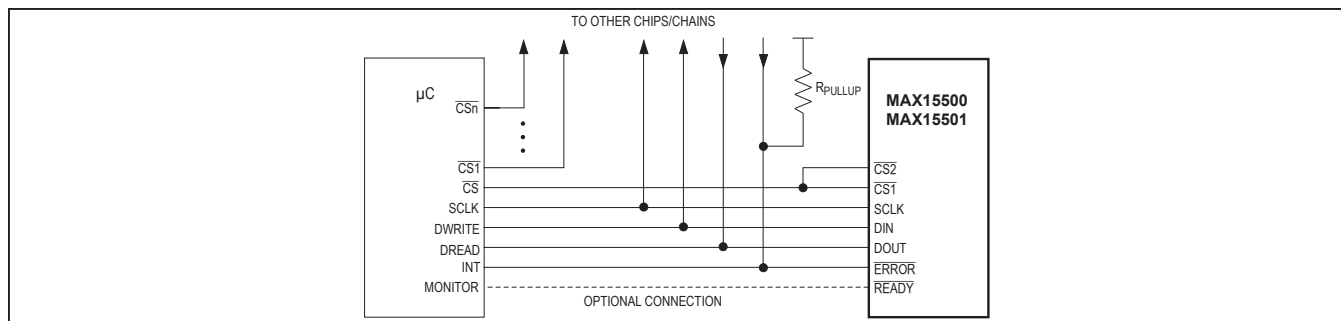 TO OTHER CHIPS/CHAINS
µC
CSn
CS1
CS
SCLK
DWRITE
DREAD
INT
MONITOR
RPULLUP
MAX15500
MAX15501
CS2
CS1
SCLK
DIN
DOUT
ERROR
READY
OPTIONAL CONNECTION